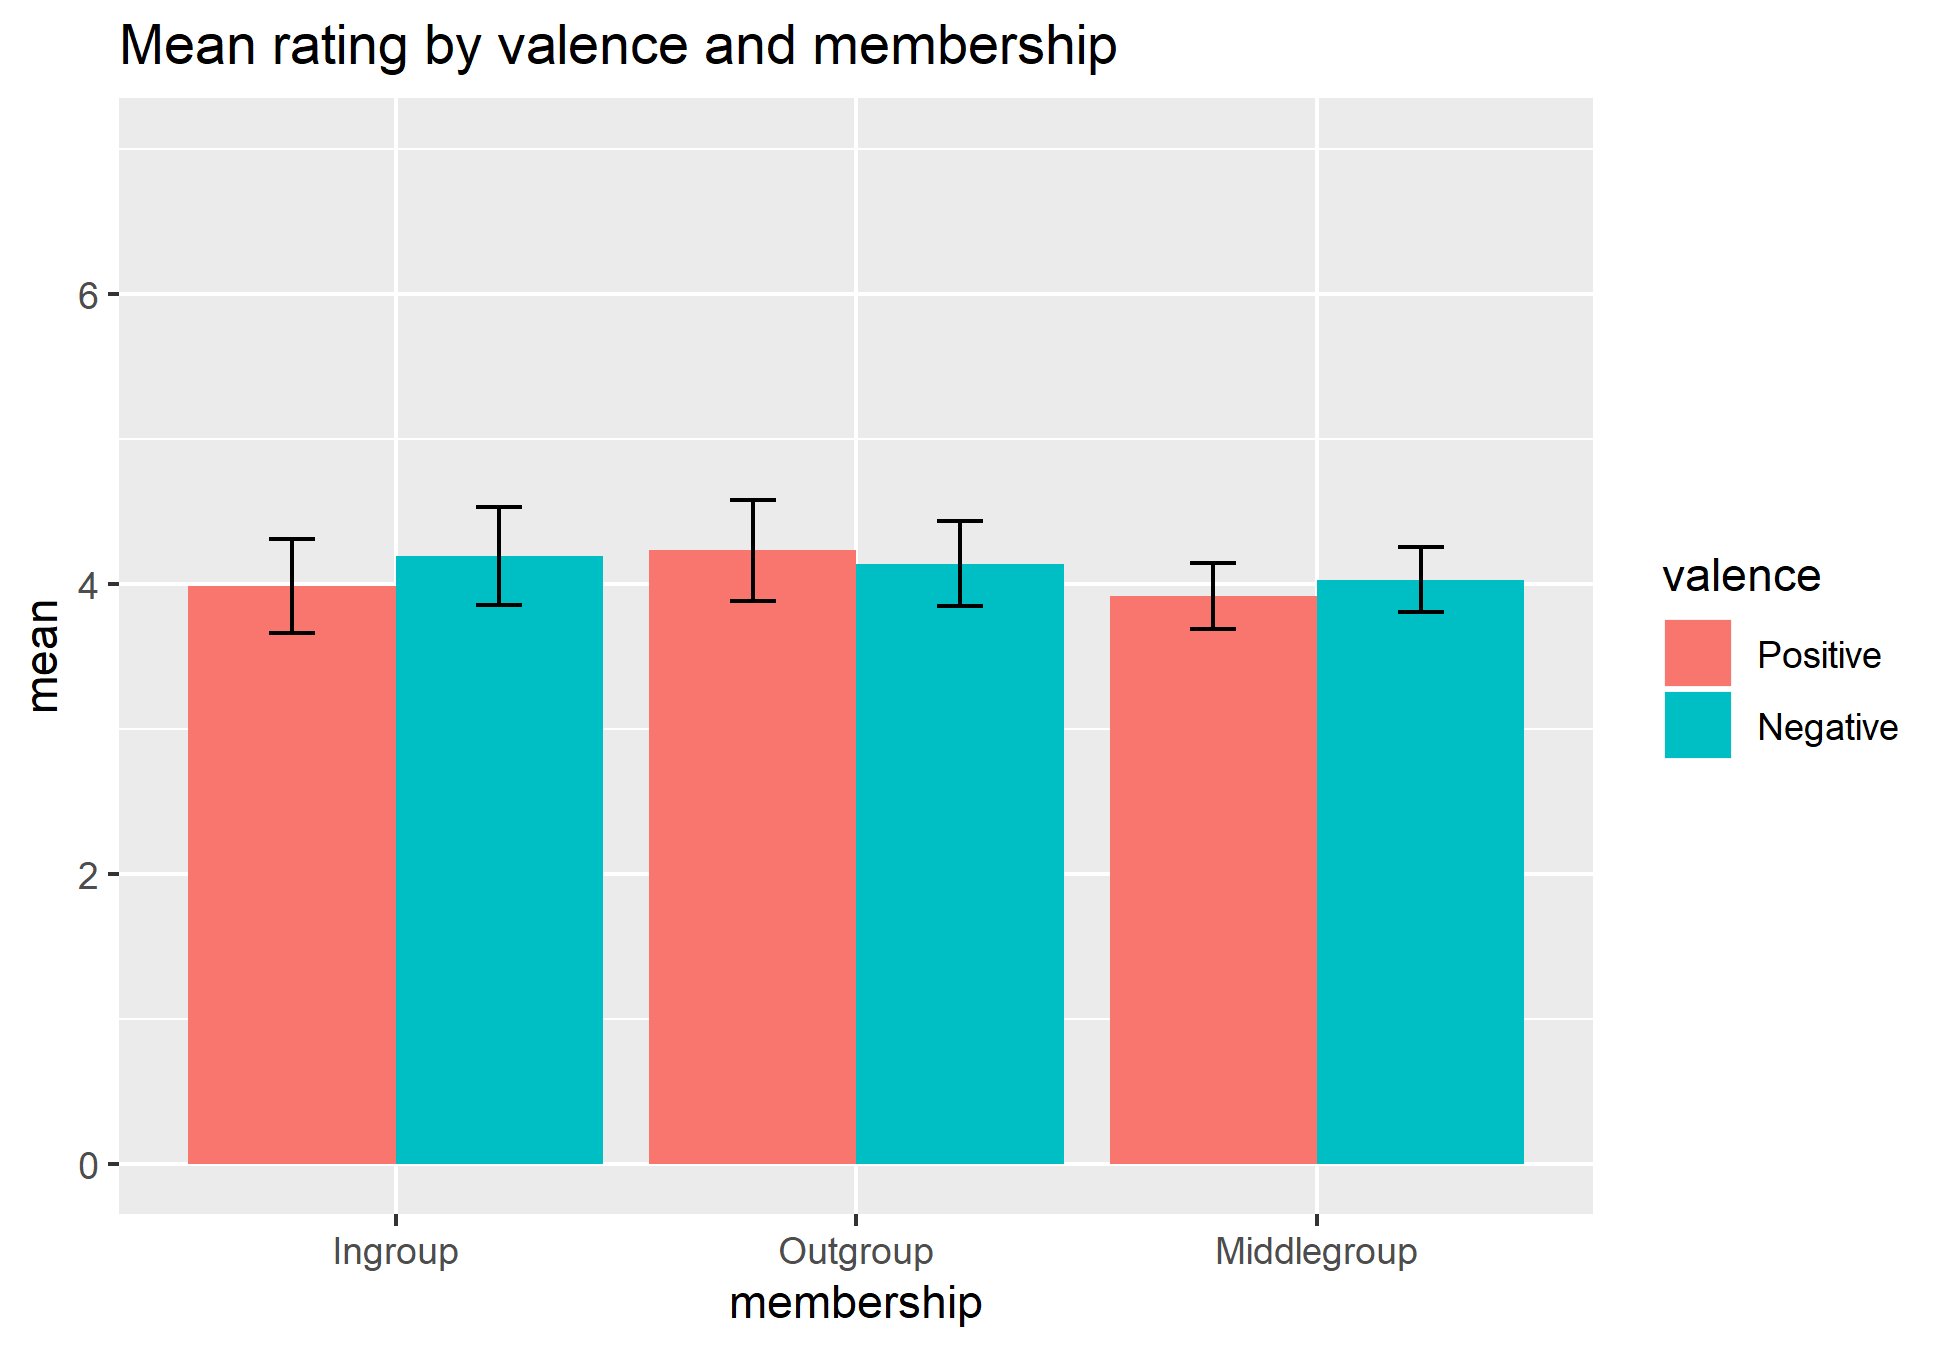 Mean rating by valence and membership
6
4
2
0
mean
Ingroup
Outgroup
Middlegroup
membership
valence
Positive
Negative